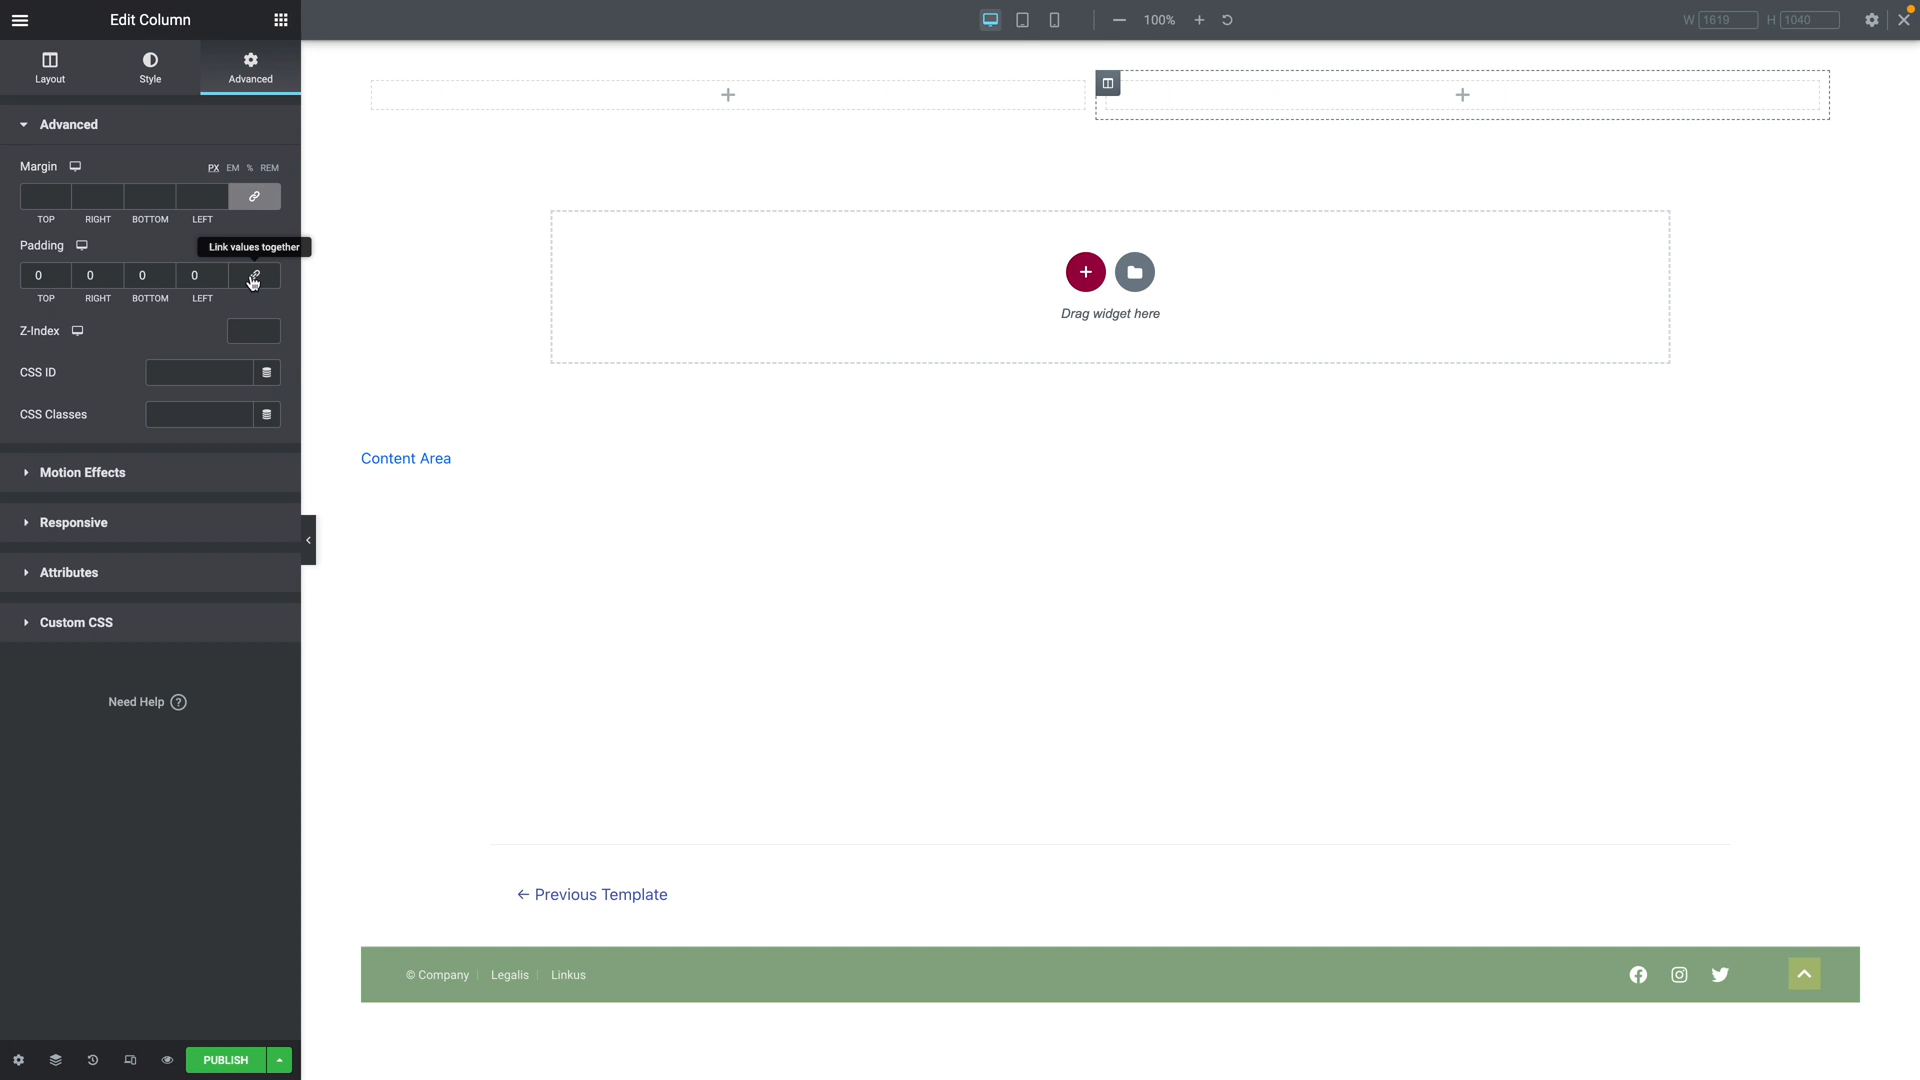 Edit Column
100%
W 1619 H 1040
Layout Style Advanced
Advanced
Margin PX EM % REM
TOP RIGHT BOTTOM LEFT
Padding Link values together
0 0 0 0
TOP RIGHT BOTTOM LEFT
Z-Index
CSS ID
CSS Classes
Motion Effects
Responsive
Attributes
Custom CSS
Need Help ?
PUBLISH
Drag widget here
Content Area
← Previous Template
© Company Legalis Linkus